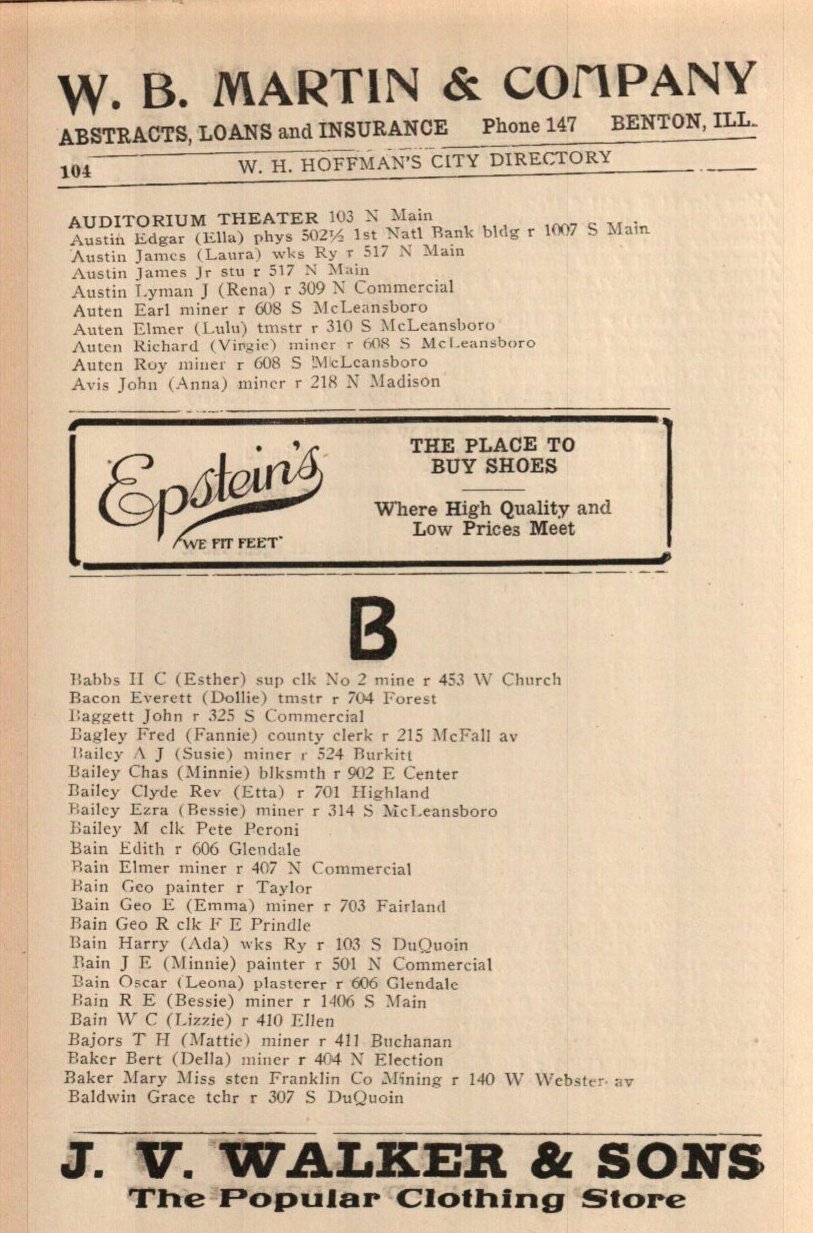 W. B. MARTIN & COMPANY
ABSTRACTS, LOANS and INSURANCE Phone 147 BENTON, ILL.
104 W. H. HOFFMAN'S CITY DIRECTORY
AUDITORIUM THEATER 103 N Main
Austin Edgar (Ella) phys 502½ 1st Natl Bank bldg r 1007 S Main
Austin James (Laura) wks Ry r 517 N Main
Austin James Jr stu r 517 N Main
Austin Lyman J (Rena) r 309 N Commercial
Auten Earl miner r 608 S McLeansboro
Auten Elmer (Lulu) tmstr r 310 S McLeansboro
Auten Richard (Virgie) miner r 608 S McLeansboro
Auten Roy miner r 608 S McLeansboro
Avis John (Anna) miner r 218 N Madison
Epstein's
"WE FIT FEET"
THE PLACE TO
BUY SHOES
Where High Quality and
Low Prices Meet
B
Babbs H C (Esther) sup clk No 2 mine r 453 W Church
Bacon Everett (Dollie) tmstr r 704 Forest
Baggett John r 325 S Commercial
Bagley Fred (Fannie) county clerk r 215 McFall av
Bailey A J (Susie) miner r 524 Burkitt
Bailey Chas (Minnie) blksmth r 902 E Center
Bailey Clyde Rev (Etta) r 701 Highland
Bailey Ezra (Bessie) miner r 314 S McLeansboro
Bailey M clk Pete Peroni
Bain Edith r 606 Glendale
Bain Elmer miner r 407 N Commercial
Bain Geo painter r Taylor
Bain Geo E (Emma) miner r 703 Fairland
Bain Geo R clk F E Prindle
Bain Harry (Ada) wks Ry r 103 S DuQuoin
Bain J E (Minnie) painter r 501 N Commercial
Bain Oscar (Leona) plasterer r 606 Glendale
Bain R E (Bessie) miner r 1406 S Main
Bain W C (Lizzie) r 410 Ellen
Bajors T H (Mattie) miner r 411 Buchanan
Baker Bert (Della) miner r 404 N Election
Baker Mary Miss sten Franklin Co Mining r 140 W Webster av
Baldwin Grace tchr r 307 S DuQuoin
J. V. WALKER & SONS
The Popular Clothing Store